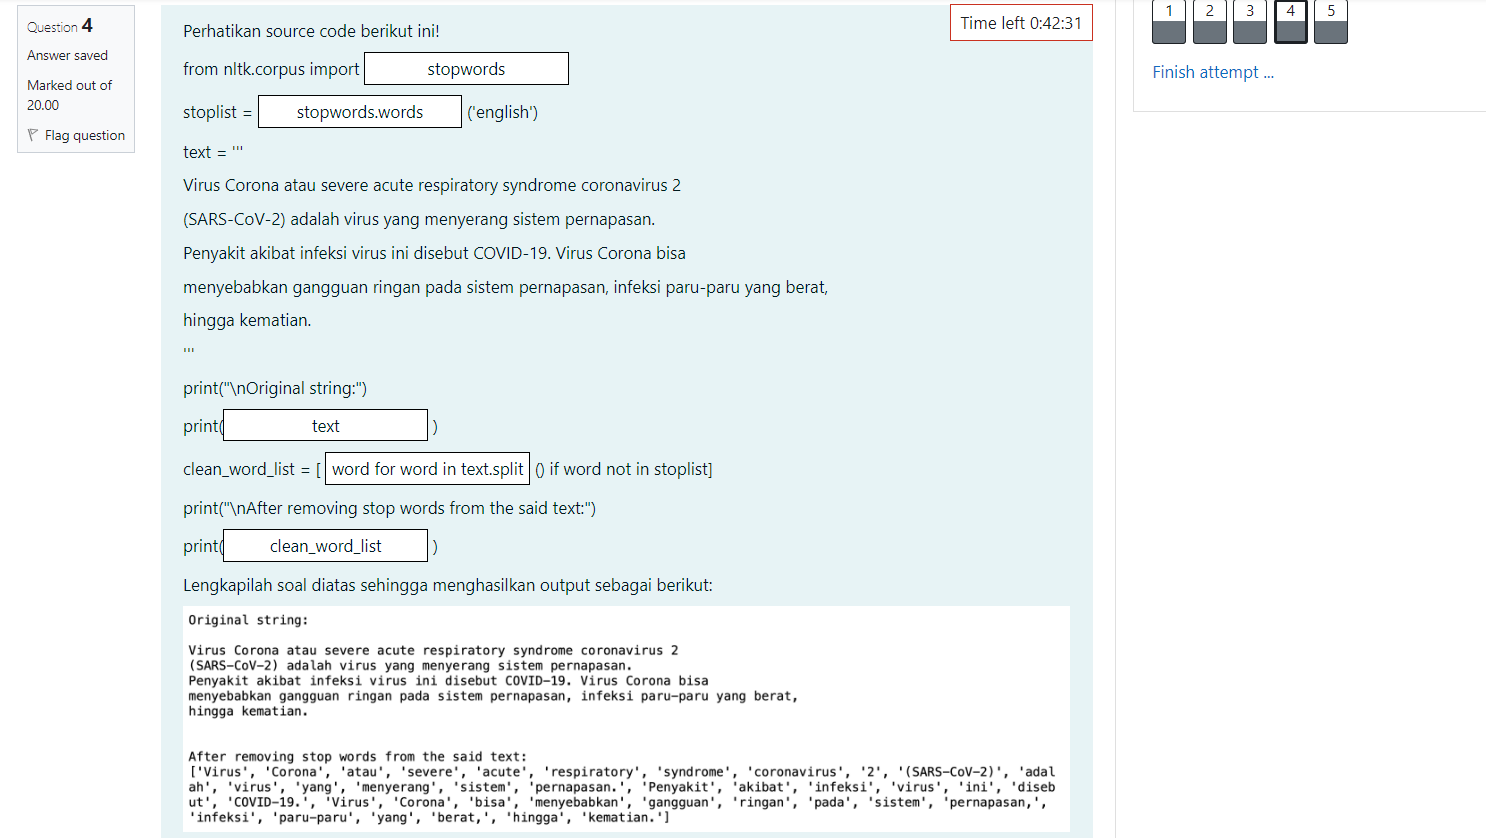 Question 4
Answer saved
Marked out of
20.00
Flag question
Time left 0:42:31
Perhatikan source code berikut ini!
from nltk.corpus import stopwords
stoplist = stopwords.words ('english')
text = '''
Virus Corona atau severe acute respiratory syndrome coronavirus 2
(SARS-CoV-2) adalah virus yang menyerang sistem pernapasan.
Penyakit akibat infeksi virus ini disebut COVID-19. Virus Corona bisa
menyebabkan gangguan ringan pada sistem pernapasan, infeksi paru-paru yang berat,
hingga kematian.
'''
print("\nOriginal string:")
print( text )
clean_word_list = [ word for word in text.split () if word not in stoplist]
print("\nAfter removing stop words from the said text:")
print( clean_word_list )
Lengkapilah soal diatas sehingga menghasilkan output sebagai berikut:
Original string:
Virus Corona atau severe acute respiratory syndrome coronavirus 2
(SARS-CoV-2) adalah virus yang menyerang sistem pernapasan.
Penyakit akibat infeksi virus ini disebut COVID-19. Virus Corona bisa
menyebabkan gangguan ringan pada sistem pernapasan, infeksi paru-paru yang berat,
hingga kematian.
After removing stop words from the said text:
['Virus', 'Corona', 'atau', 'severe', 'acute', 'respiratory', 'syndrome', 'coronavirus', '2', '(SARS-CoV-2)', 'adal
ah', 'virus', 'yang', 'menyerang', 'sistem', 'pernapasan.', 'Penyakit', 'akibat', 'infeksi', 'virus', 'ini', 'diseb
ut', 'COVID-19.', 'Virus', 'Corona', 'bisa', 'menyebabkan', 'gangguan', 'ringan', 'pada', 'sistem', 'pernapasan,',
'infeksi', 'paru-paru', 'yang', 'berat,', 'hingga', 'kematian.']
1 2 3 4 5
Finish attempt ...